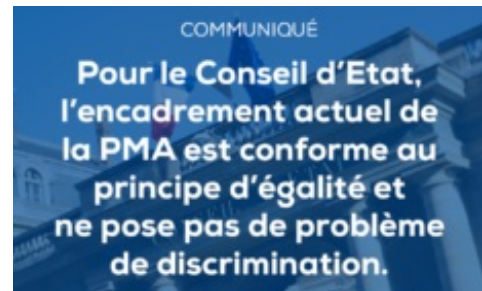 COMMUNIQUÉ
Pour le Conseil d'Etat,
l'encadrement actuel de
la PMA est conforme au
principe d'égalité et
ne pose pas de problème
de discrimination.